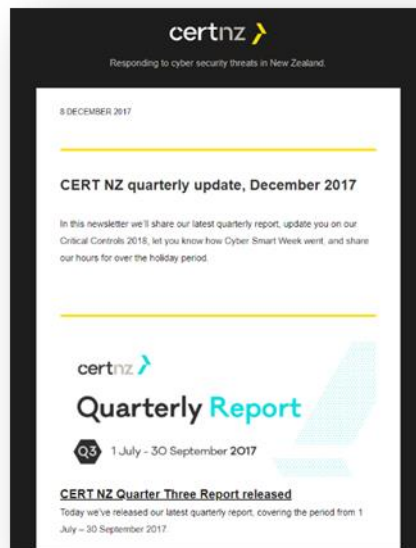 certnz
Responding to cyber security threats in New Zealand.
8 DECEMBER 2017
CERT NZ quarterly update, December 2017
In this newsletter we'll share our latest quarterly report, update you on our
Critical Controls 2018, let you know how Cyber Smart Week went, and share
our hours for over the holiday period.
certnz
Quarterly Report
Q3 1 July - 30 September 2017
CERT NZ Quarter Three Report released
Today we've released our latest quarterly report, covering the period from 1
July – 30 September 2017.